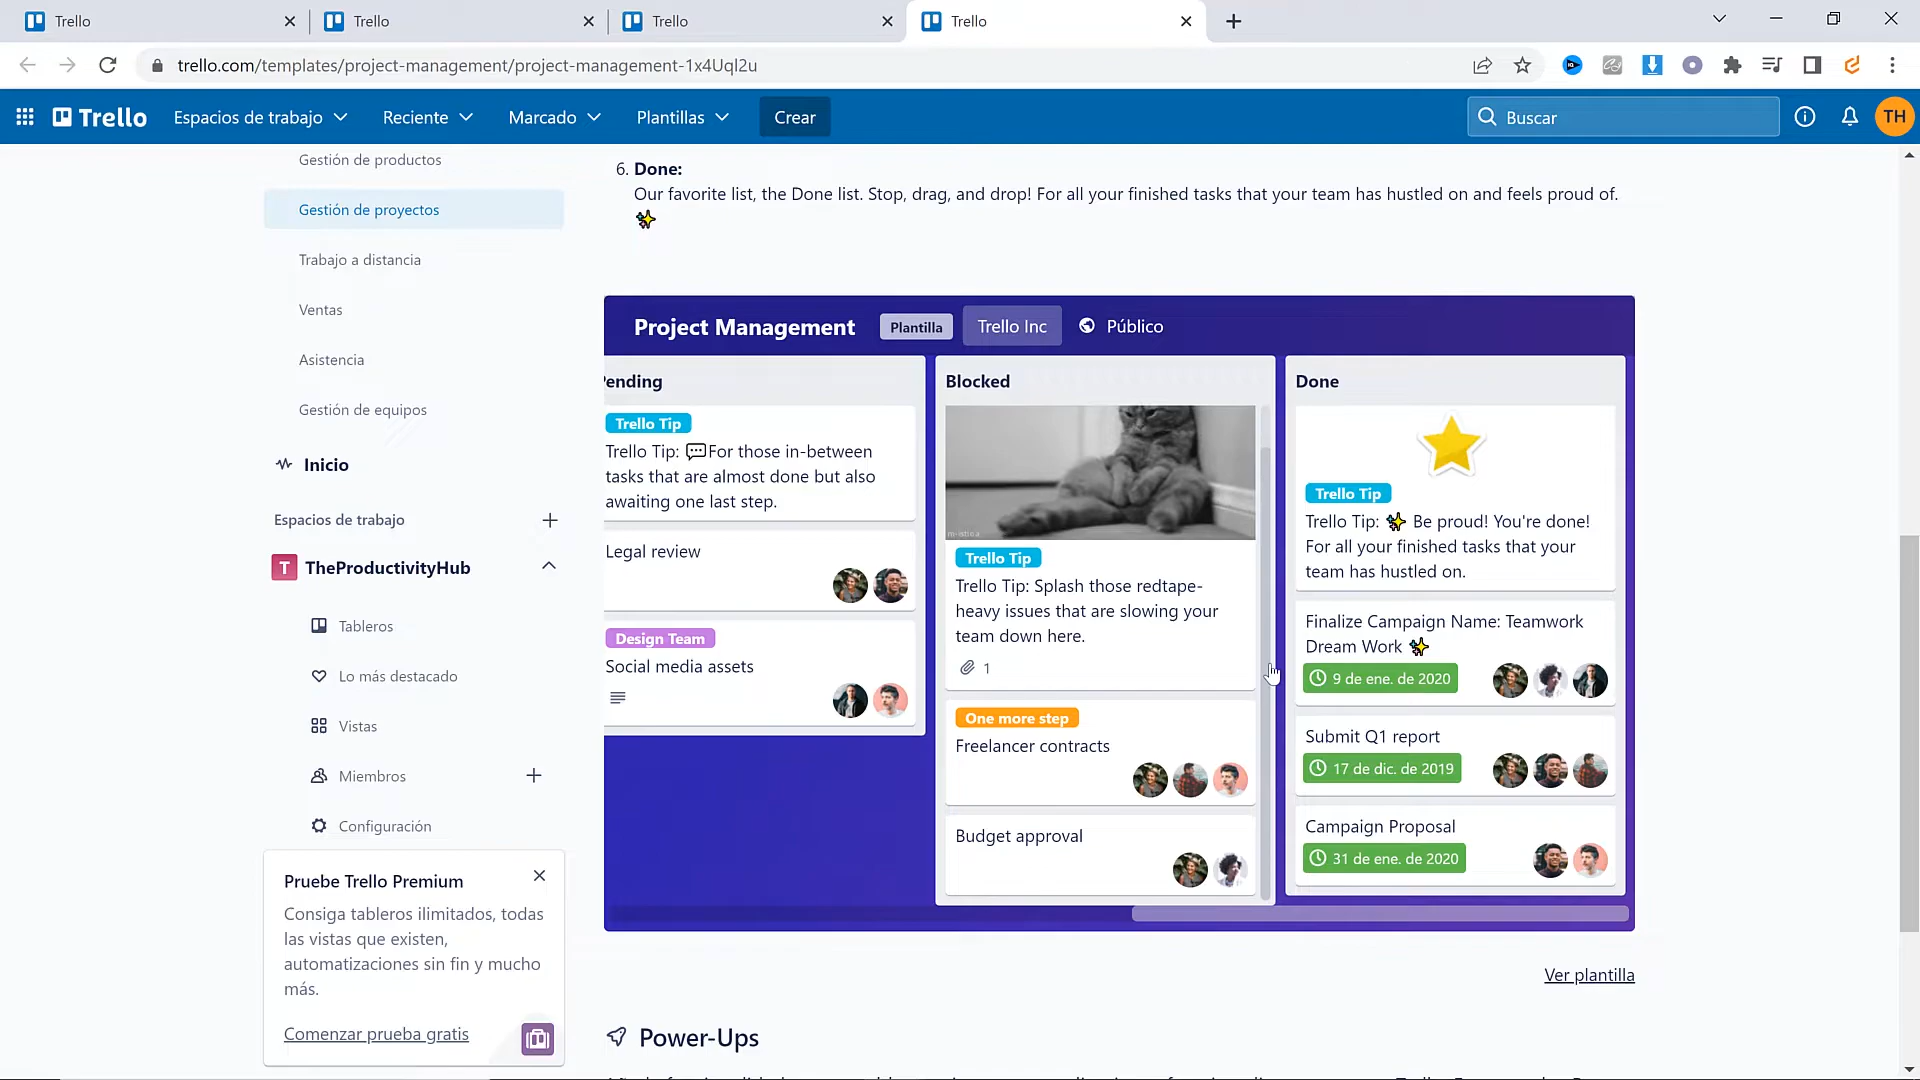 Trello
Trello
Trello
Trello
trello.com/templates/project-management/project-management-1x4Uql2u
Trello
Espacios de trabajo
Reciente
Marcado
Plantillas
Crear
Buscar
TH
Gestión de productos
Gestión de proyectos
Trabajo a distancia
Ventas
Asistencia
Gestión de equipos
Inicio
Espacios de trabajo
T TheProductivityHub
Tableros
Lo más destacado
Vistas
Miembros
Configuración
Pruebe Trello Premium
Consiga tableros ilimitados, todas
las vistas que existen,
automatizaciones sin fin y mucho
más.
Comenzar prueba gratis
6. Done:
Our favorite list, the Done list. Stop, drag, and drop! For all your finished tasks that your team has hustled on and feels proud of.
✨
Project Management
Plantilla
Trello Inc
Público
Pending
Trello Tip
Trello Tip: 💬For those in-between
tasks that are almost done but also
awaiting one last step.
Legal review
Design Team
Social media assets
Blocked
Trello Tip
Trello Tip: Splash those redtape-
heavy issues that are slowing your
team down here.
1
One more step
Freelancer contracts
Budget approval
Done
Trello Tip
Trello Tip: ✨ Be proud! You're done!
For all your finished tasks that your
team has hustled on.
Finalize Campaign Name: Teamwork
Dream Work ✨
9 de ene. de 2020
Submit Q1 report
17 de dic. de 2019
Campaign Proposal
31 de ene. de 2020
Ver plantilla
Power-Ups